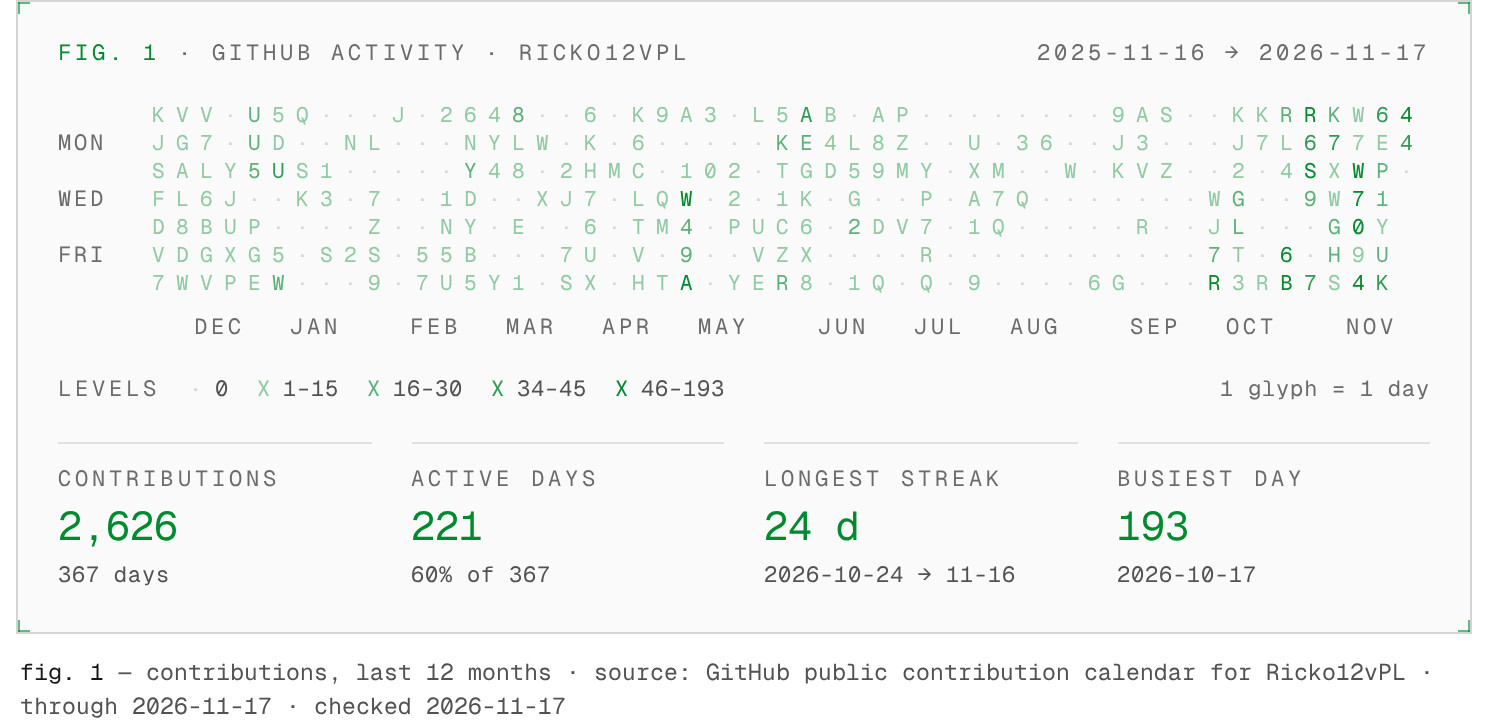 FIG. 1 · GITHUB ACTIVITY · RICKO12VPL 2025-11-16 → 2026-11-17
K V V · U 5 Q · · · J · 2 6 4 8 · · 6 · K 9 A 3 · L 5 A B · A P · · · · · · · · 9 A S · · K K R R K W 6 4
MON J G 7 · U D · · N L · · · N Y L W · K · 6 · · · · · K E 4 L 8 Z · · U · 3 6 · · J 3 · · · J 7 L 6 7 7 E 4
S A L Y 5 U S 1 · · · · · Y 4 8 · 2 H M C · 1 0 2 · T G D 5 9 M Y · X M · · W · K V Z · · 2 · 4 S X W P ·
WED F L 6 J · · K 3 · 7 · · 1 D · · X J 7 · L Q W · 2 · 1 K · G · · P · A 7 Q · · · · · · · W G · · 9 W 7 1
D 8 B U P · · · · Z · · N Y · E · · 6 · T M 4 · P U C 6 · 2 D V 7 · 1 Q · · · · · R · · J L · · · G 0 Y
FRI V D G X G 5 · S 2 S · 5 5 B · · · 7 U · V · 9 · · V Z X · · · · R · · · · · · · · · · · 7 T · 6 · H 9 U
7 W V P E W · · · 9 · 7 U 5 Y 1 · S X · H T A · Y E R 8 · 1 Q · Q · 9 · · · · 6 G · · · R 3 R B 7 S 4 K
DEC JAN FEB MAR APR MAY JUN JUL AUG SEP OCT NOV
LEVELS · 0 X 1–15 X 16–30 X 34–45 X 46–193 1 glyph = 1 day
CONTRIBUTIONS ACTIVE DAYS LONGEST STREAK BUSIEST DAY
2,626 221 24 d 193
367 days 60% of 367 2026-10-24 → 11-16 2026-10-17
fig. 1 — contributions, last 12 months · source: GitHub public contribution calendar for Ricko12vPL ·
through 2026-11-17 · checked 2026-11-17